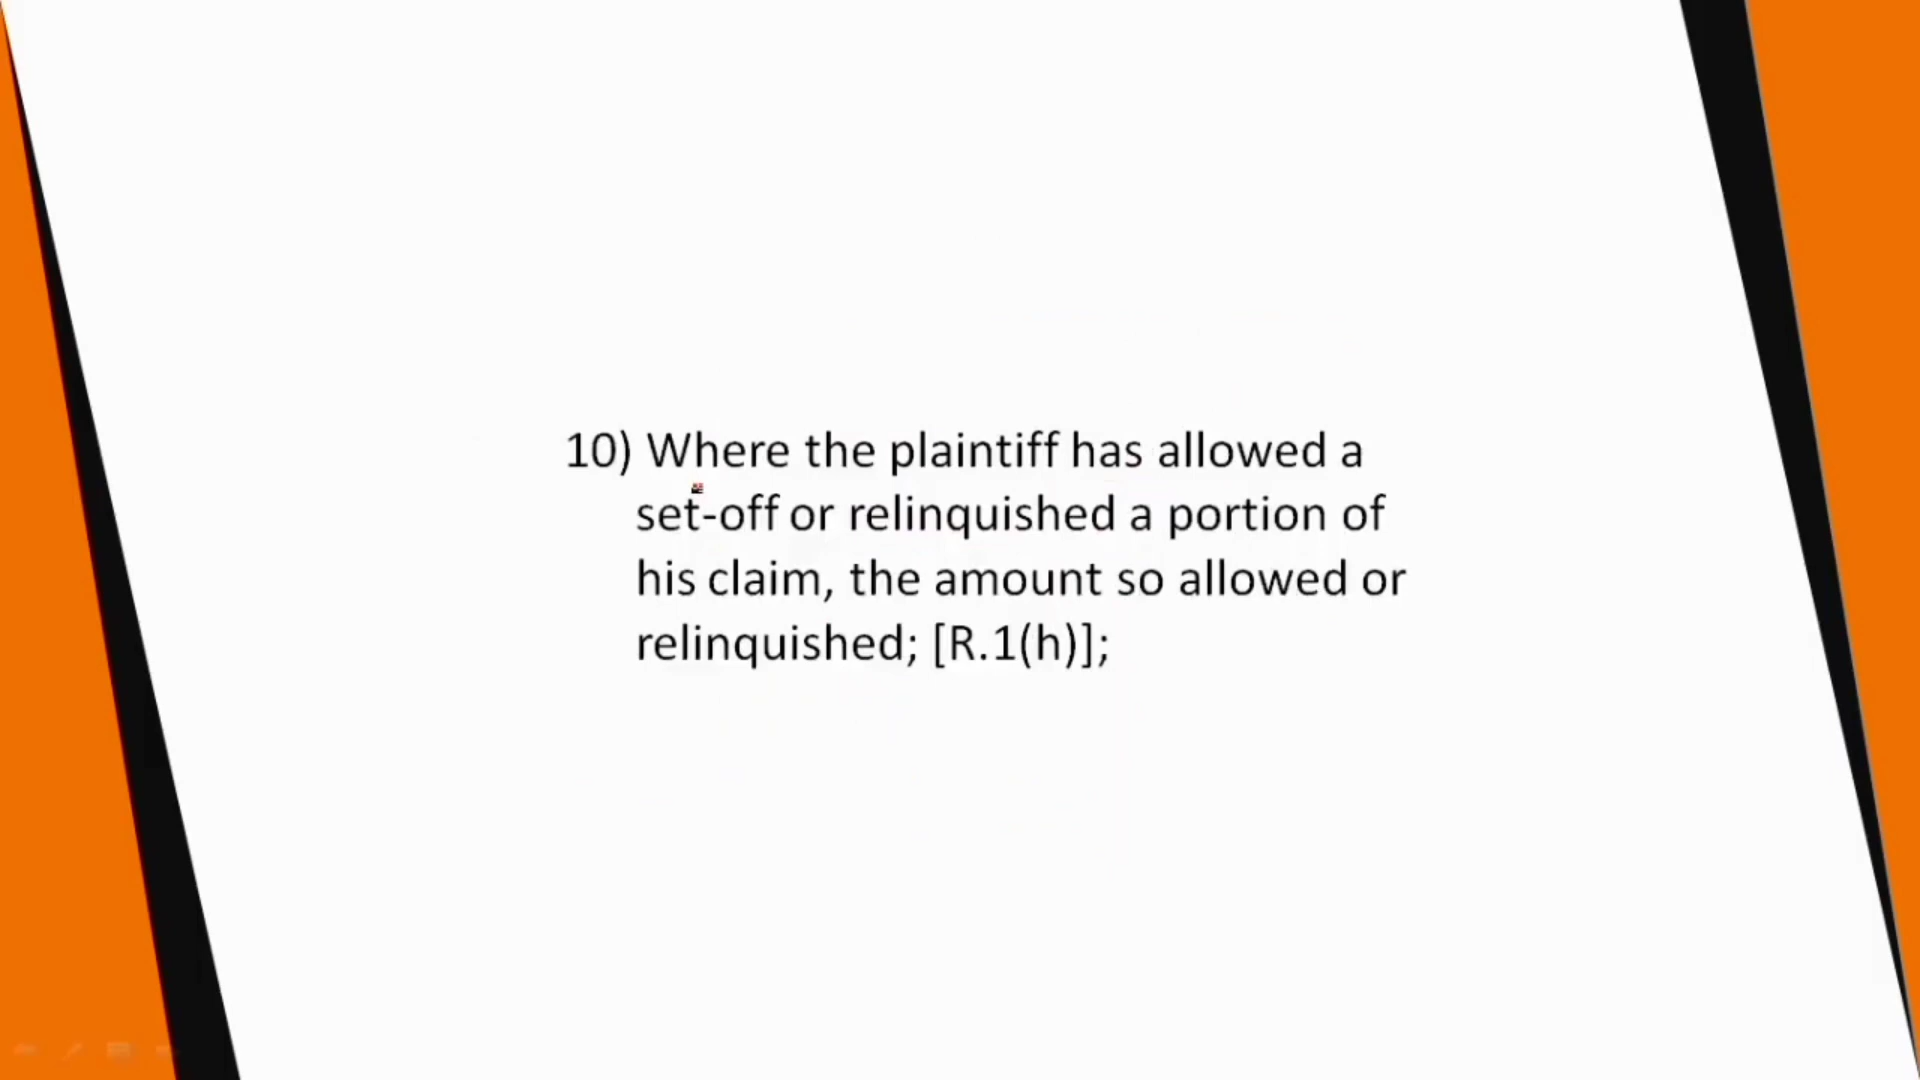 10) Where the plaintiff has allowed a
set-off or relinquished a portion of
his claim, the amount so allowed or
relinquished; [R.1(h)];